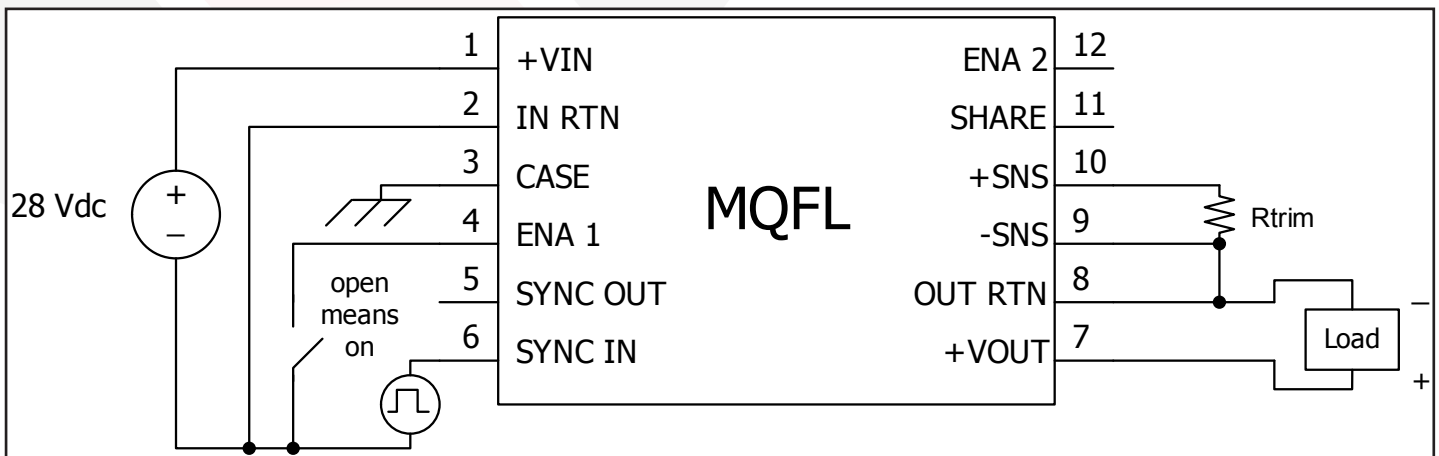 1
+VIN
ENA 2
12
2
IN RTN
SHARE
11
3
CASE
+SNS
10
28 Vdc
+
–
MQFL
Rtrim
4
ENA 1
-SNS
9
open
means
on
5
SYNC OUT
OUT RTN
8
–
6
SYNC IN
+VOUT
7
Load
+